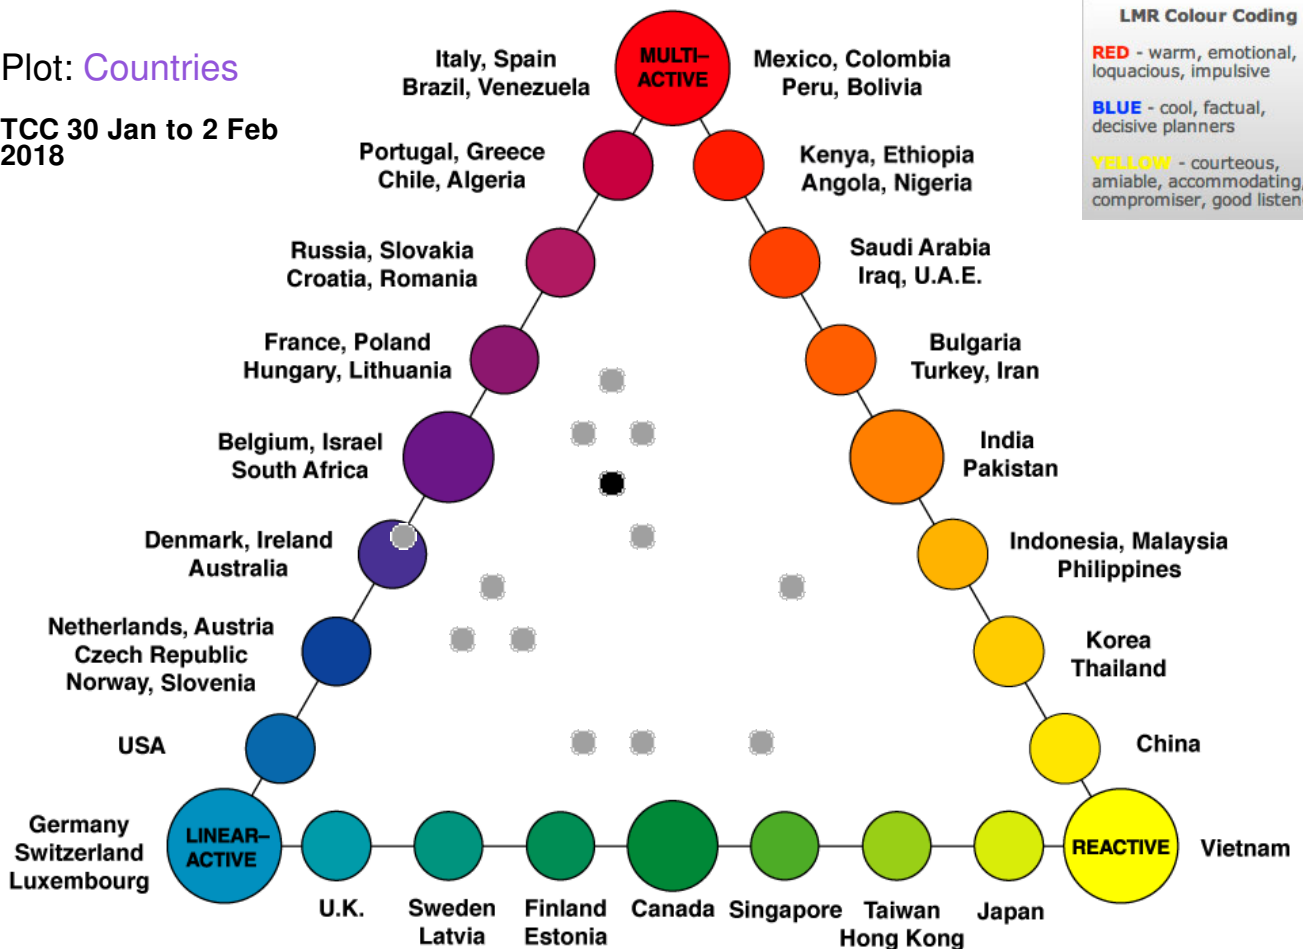 Plot: Countries
TCC 30 Jan to 2 Feb
2018
LMR Colour Coding
RED - warm, emotional,
loquacious, impulsive
BLUE - cool, factual,
decisive planners
YELLOW - courteous,
amiable, accommodating,
compromiser, good listen
MULTI–
ACTIVE
Italy, Spain
Brazil, Venezuela
Mexico, Colombia
Peru, Bolivia
Portugal, Greece
Chile, Algeria
Kenya, Ethiopia
Angola, Nigeria
Russia, Slovakia
Croatia, Romania
Saudi Arabia
Iraq, U.A.E.
France, Poland
Hungary, Lithuania
Bulgaria
Turkey, Iran
Belgium, Israel
South Africa
India
Pakistan
Denmark, Ireland
Australia
Indonesia, Malaysia
Philippines
Netherlands, Austria
Czech Republic
Norway, Slovenia
Korea
Thailand
USA
China
Germany
Switzerland
Luxembourg
LINEAR–
ACTIVE
REACTIVE
Vietnam
U.K.
Sweden
Latvia
Finland
Estonia
Canada
Singapore
Taiwan
Hong Kong
Japan